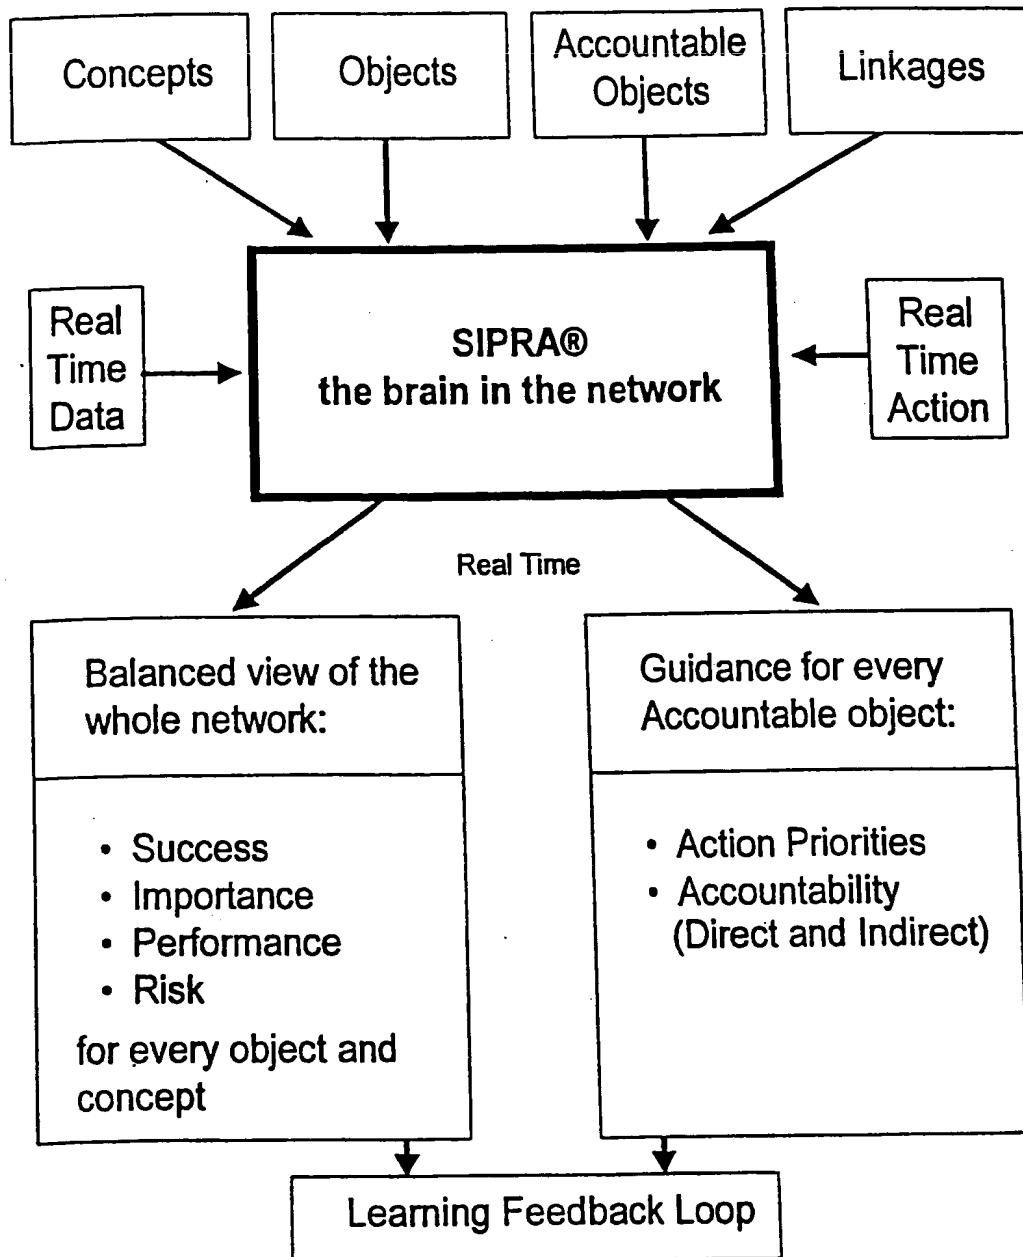 Concepts
Objects
Accountable
Objects
Linkages
Real
Time
Data
SIPRA®
the brain in the network
Real
Time
Action
Real Time
Balanced view of the
whole network:
• Success
• Importance
• Performance
• Risk
for every object and
concept
Guidance for every
Accountable object:
• Action Priorities
• Accountability
(Direct and Indirect)
Learning Feedback Loop